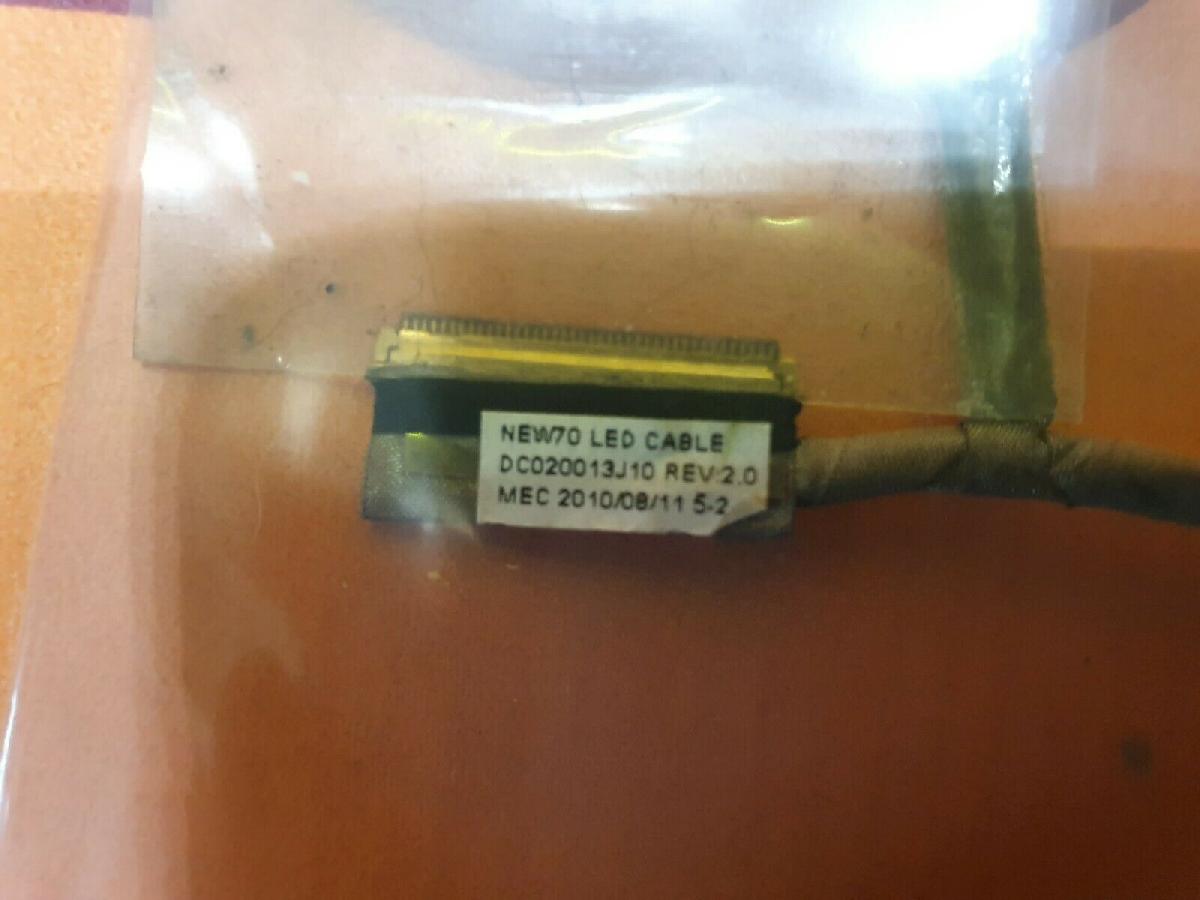 NEW70 LED CABLE
DC020013J10 REV:2.0
MEC 2010/08/11 5-2